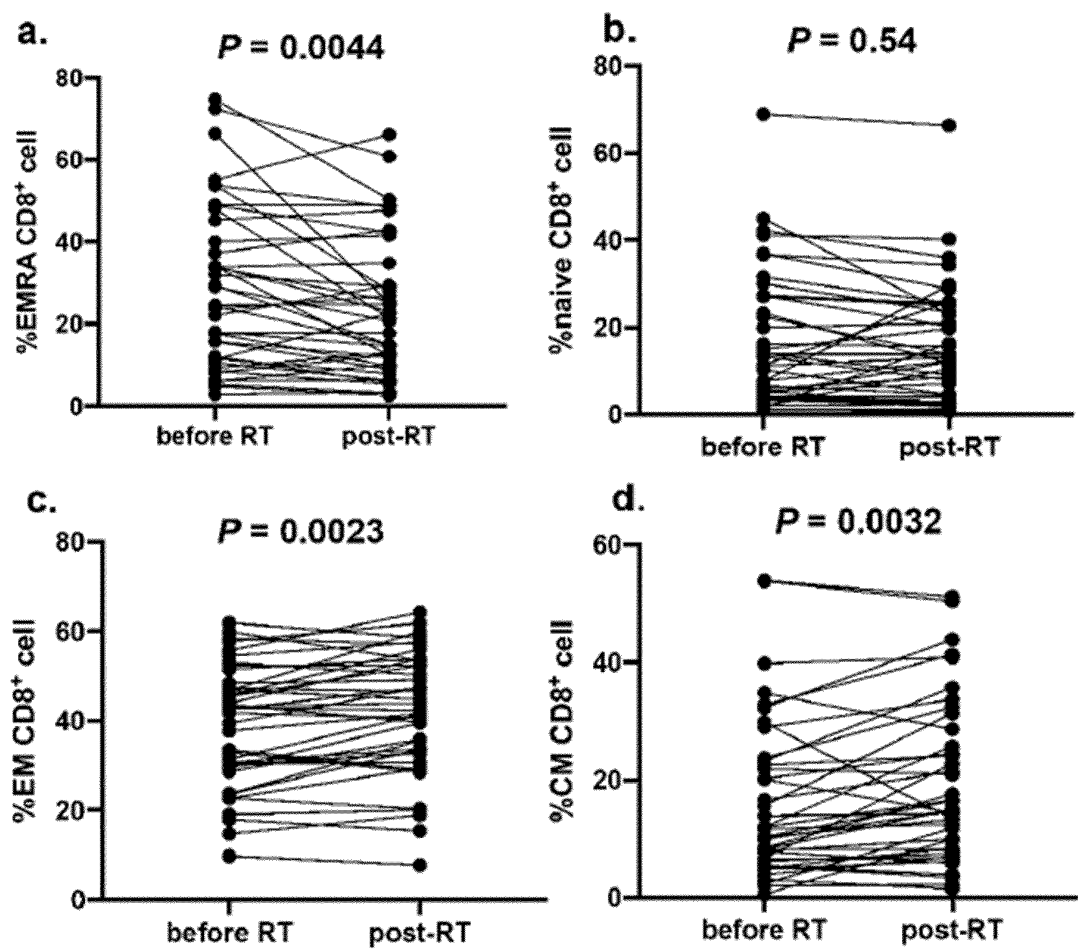 a.
P = 0.0044
%EMRA CD8⁺ cell
80
60
40
20
0
before RT
post-RT
b.
P = 0.54
%naive CD8⁺ cell
80
60
40
20
0
before RT
post-RT
c.
P = 0.0023
%EM CD8⁺ cell
80
60
40
20
0
before RT
post-RT
d.
P = 0.0032
%CM CD8⁺ cell
60
40
20
0
before RT
post-RT